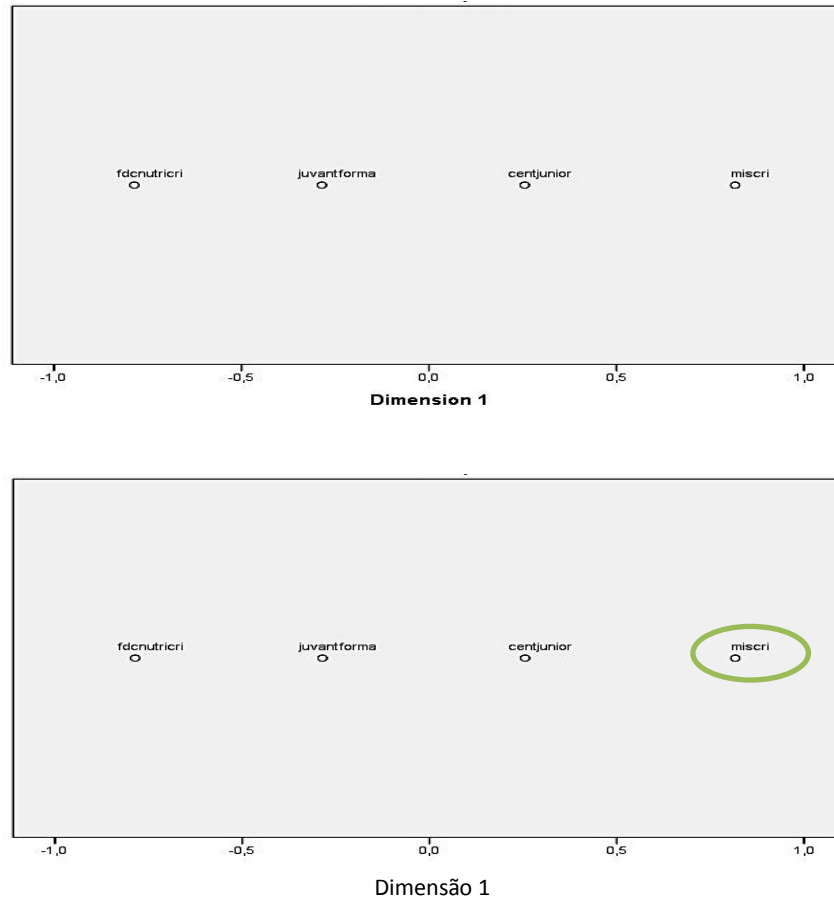 fdcnutricri juvantforma centjunior miscri
-1,0 -0,5 0,0 0,5 1,0
Dimension 1
fdcnutricri juvantforma centjunior miscri
-1,0 -0,5 0,0 0,5 1,0
Dimensão 1